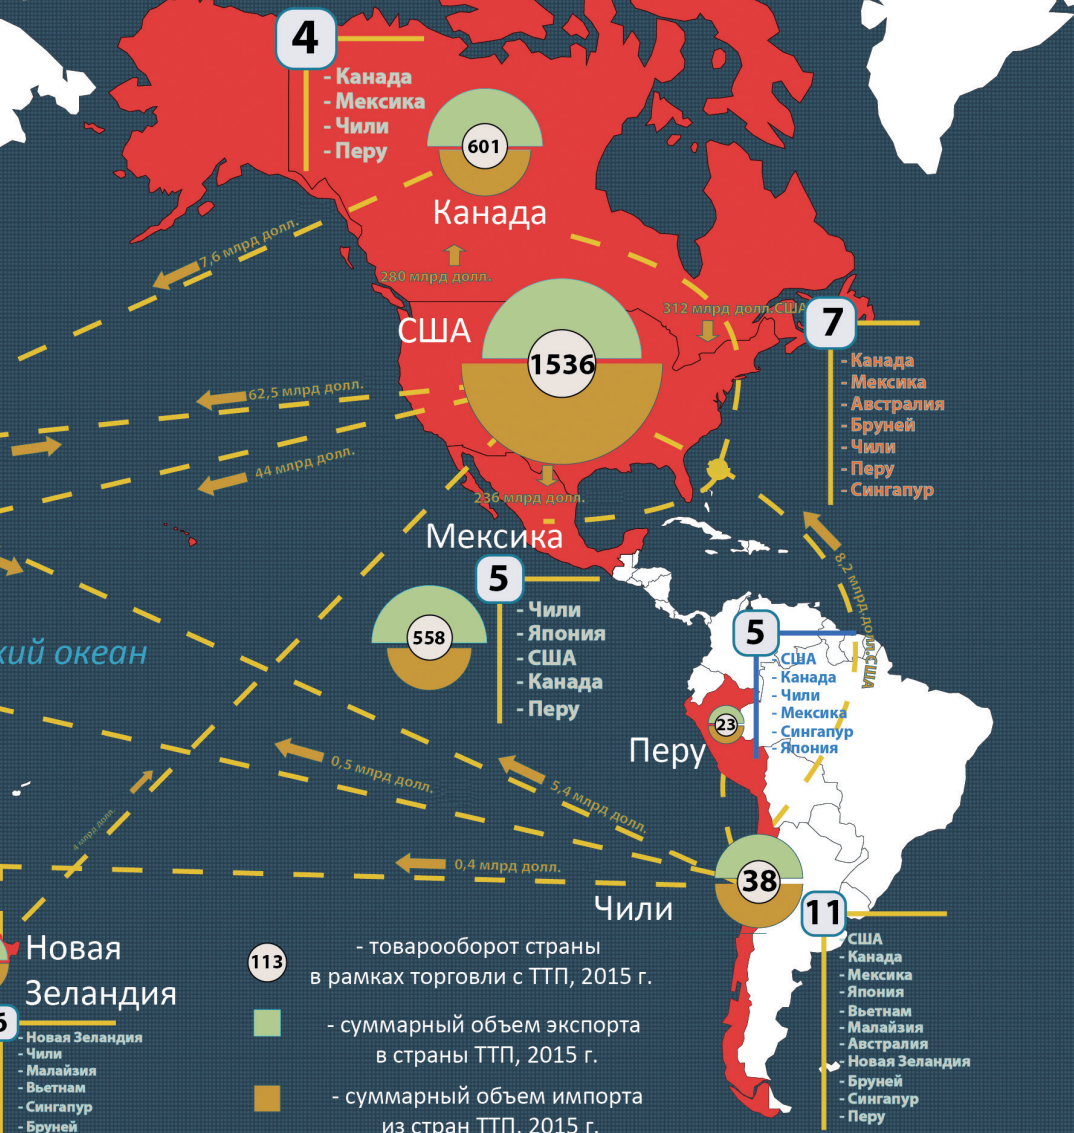 4
- Канада
- Мексика
- Чили
- Перу
601
Канада
7,6 млрд долл.
280 млрд долл.
312 млрд долл.США
США
1536
7
- Канада
- Мексика
- Австралия
- Бруней
- Чили
- Перу
- Сингапур
62,5 млрд долл.
44 млрд долл.
236 млрд долл.
Мексика
5
- Чили
- Япония
- США
- Канада
- Перу
558
8,2 млрд долл.США
кий океан
5
- США
- Канада
- Чили
- Мексика
- Сингапур
- Япония
23
Перу
0,5 млрд долл.
5,4 млрд долл.
4 млрд долл.
0,4 млрд долл.
38
Чили
11
США
- Канада
- Мексика
- Япония
- Вьетнам
- Малайзия
- Австралия
- Новая Зеландия
- Бруней
- Сингапур
- Перу
Новая
Зеландия
- Новая Зеландия
- Чили
- Малайзия
- Вьетнам
- Сингапур
- Бруней
113
- товарооборот страны
в рамках торговли с ТТП, 2015 г.
- суммарный объем экспорта
в страны ТТП, 2015 г.
- суммарный объем импорта
из стран ТТП, 2015 г.